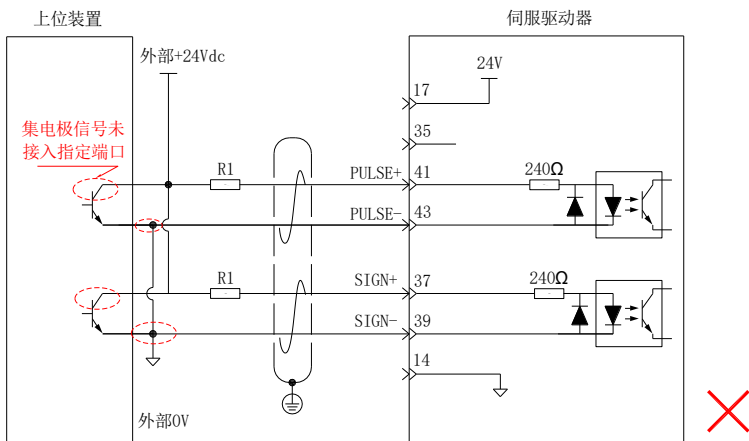 上位装置
伺服驱动器
外部+24Vdc
24V
17
集电极信号未
接入指定端口
35
R1
PULSE+
41
240Ω
PULSE-
43
R1
SIGN+
37
240Ω
SIGN-
39
14
外部0V